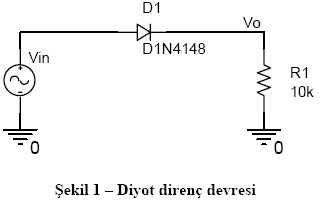 D1
Vo
Vin
D1N4148
R1
10k
0
0
Şekil 1 – Diyot direnç devresi